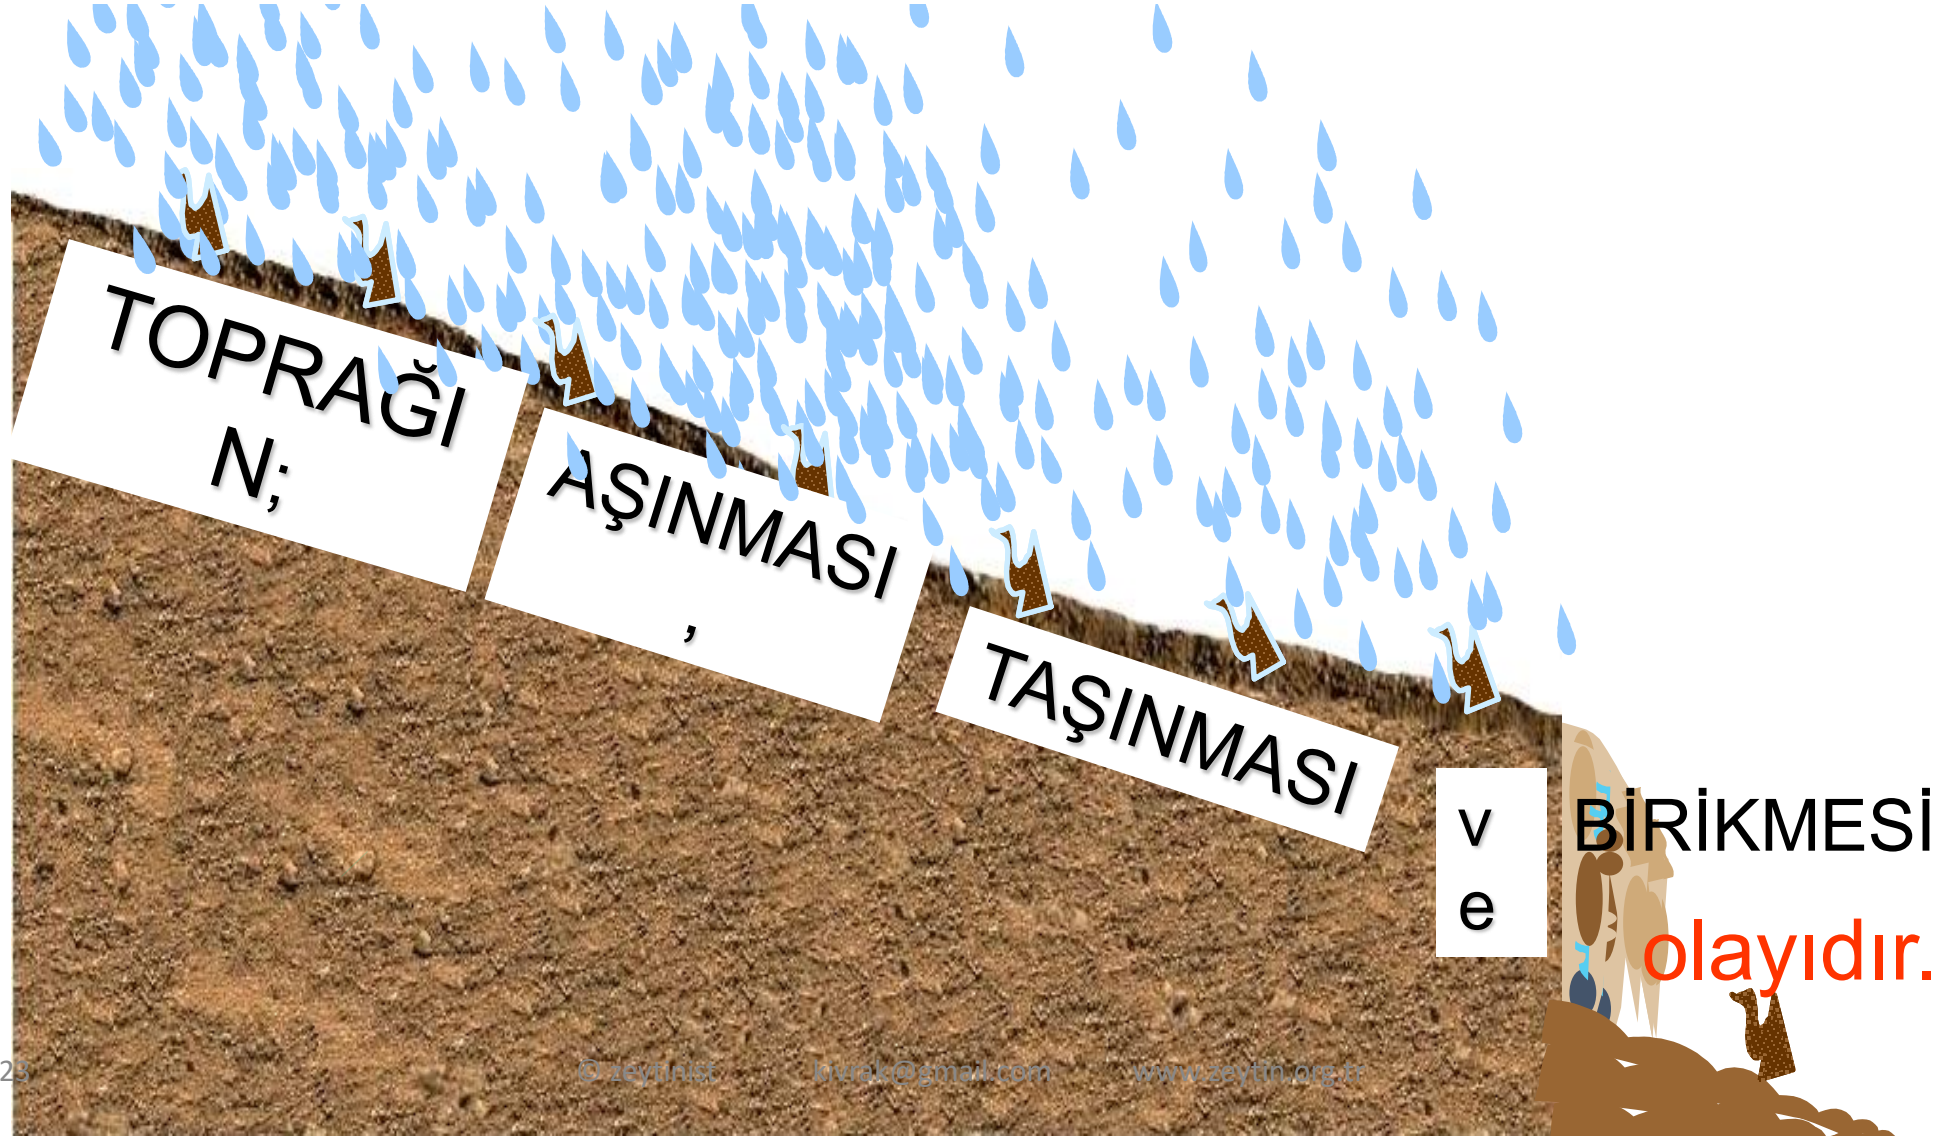 TOPRAĞI
N;
AŞINMASI
,
TAŞINMASI
v
e
BİRİKMESİ
olayıdır.
23 © zeytinist kivrak@gmail.com www.zeytin.org.tr